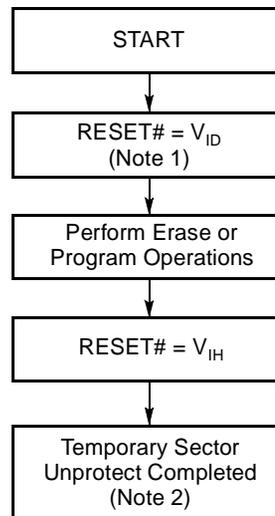 START
RESET# = V_ID
(Note 1)
Perform Erase or
Program Operations
RESET# = V_IH
Temporary Sector
Unprotect Completed
(Note 2)